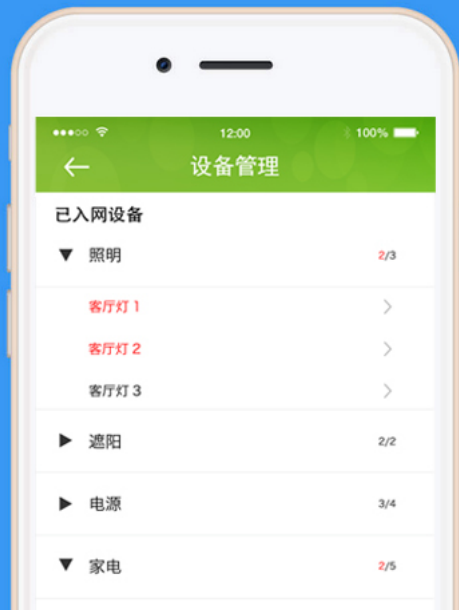 12:00
100%
设备管理
已入网设备
照明 2/3
客厅灯 1
客厅灯 2
客厅灯 3
遮阳 2/2
电源 3/4
家电 2/5